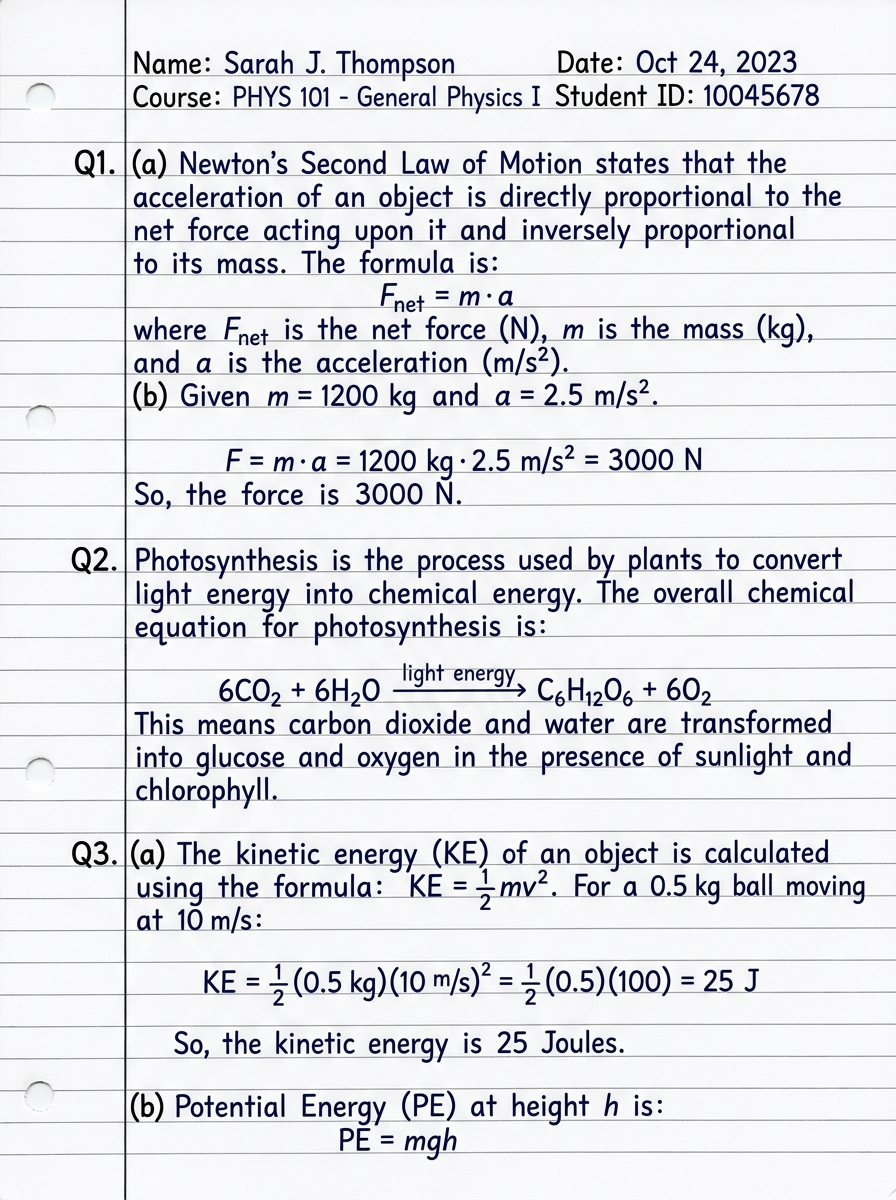 Name: Sarah J. Thompson Date: Oct 24, 2023
Course: PHYS 101 - General Physics I Student ID: 10045678
Q1. (a) Newton's Second Law of Motion states that the
acceleration of an object is directly proportional to the
net force acting upon it and inversely proportional
to its mass. The formula is:
Fₙₑₜ = m · a
where Fₙₑₜ is the net force (N), m is the mass (kg),
and a is the acceleration (m/s²).
(b) Given m = 1200 kg and a = 2.5 m/s².
F = m · a = 1200 kg · 2.5 m/s² = 3000 N
So, the force is 3000 N.
Q2. Photosynthesis is the process used by plants to convert
light energy into chemical energy. The overall chemical
equation for photosynthesis is:
6CO₂ + 6H₂O light energy → C₆H₁₂O₆ + 6O₂
This means carbon dioxide and water are transformed
into glucose and oxygen in the presence of sunlight and
chlorophyll.
Q3. (a) The kinetic energy (KE) of an object is calculated
using the formula: KE = ½mv². For a 0.5 kg ball moving
at 10 m/s:
KE = ½(0.5 kg)(10 m/s)² = ½(0.5)(100) = 25 J
So, the kinetic energy is 25 Joules.
(b) Potential Energy (PE) at height h is:
PE = mgh